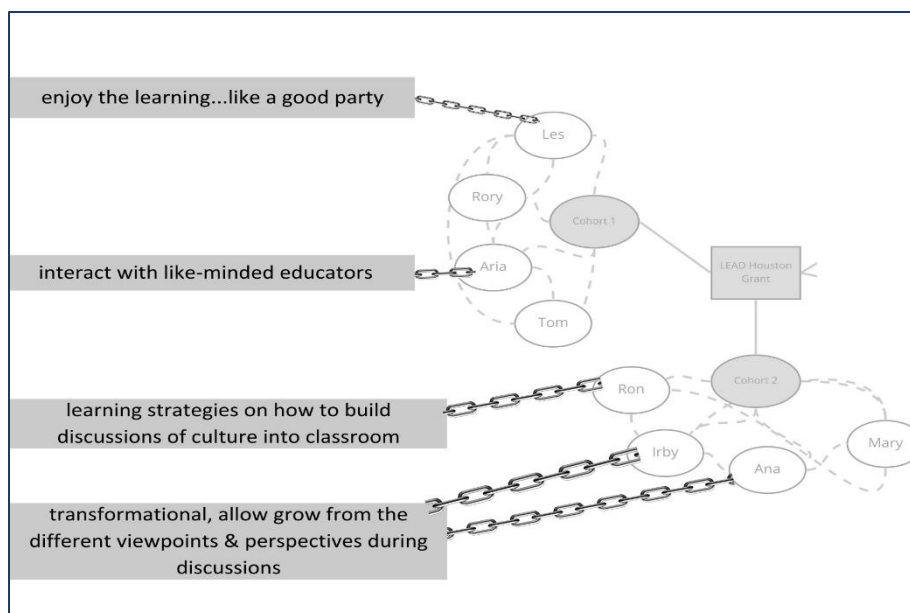 enjoy the learning...like a good party
Les
Rory
Cohort 1
interact with like-minded educators
Aria
LEAD Houston
Grant
Tom
Cohort 2
Ron
learning strategies on how to build
discussions of culture into classroom
Mary
Irby
Ana
transformational, allow grow from the
different viewpoints & perspectives during
discussions